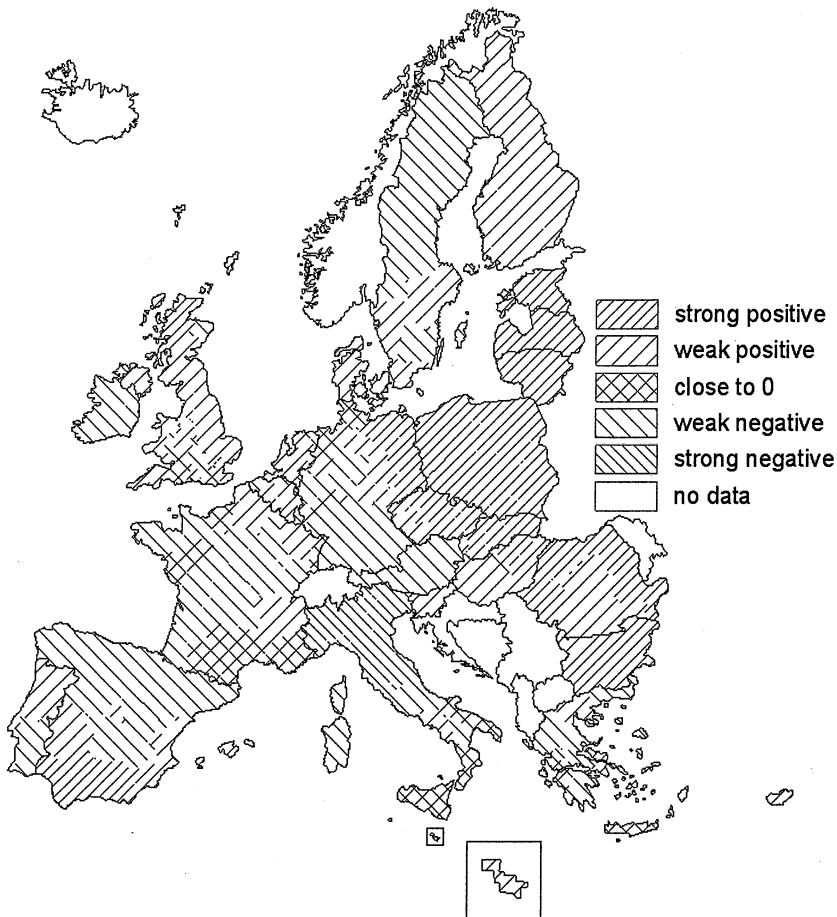 strong positive
weak positive
close to 0
weak negative
strong negative
no data